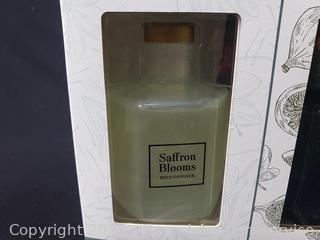 Saffron
Blooms
REED DIFFUSER
Copyright